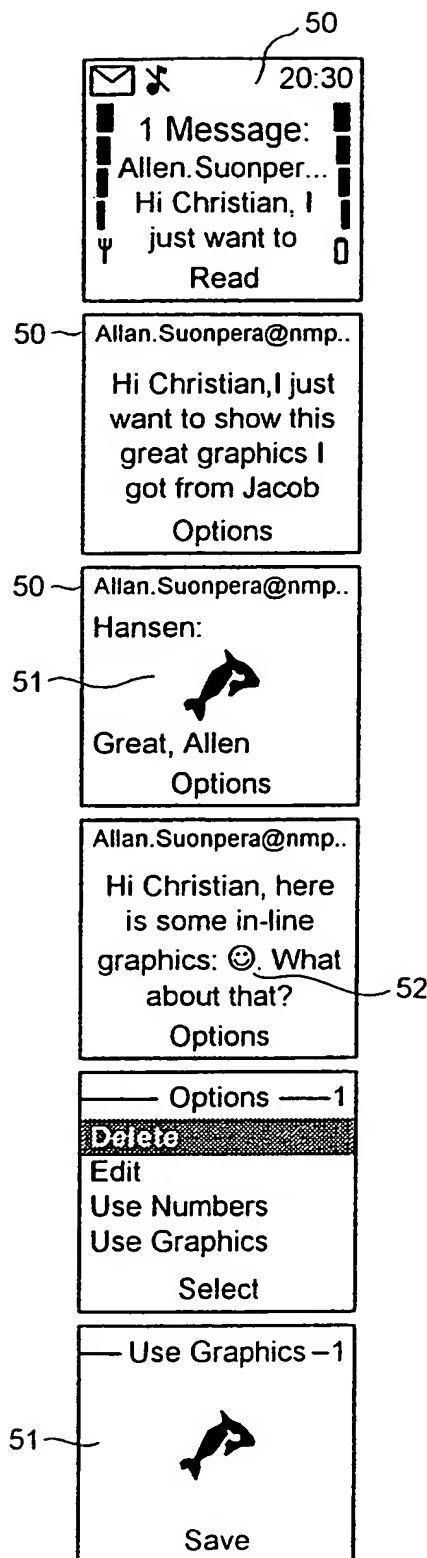 50
20:30
1 Message:
Allen.Suonper...
Hi Christian, I
just want to
Read
50
Allan.Suonpera@nmp..
Hi Christian,I just
want to show this
great graphics I
got from Jacob
Options
50
Allan.Suonpera@nmp..
Hansen:
51
Great, Allen
Options
Allan.Suonpera@nmp..
Hi Christian, here
is some in-line
graphics: ☺. What
about that?
52
Options
Options 1
Delete
Edit
Use Numbers
Use Graphics
Select
Use Graphics 1
51
Save